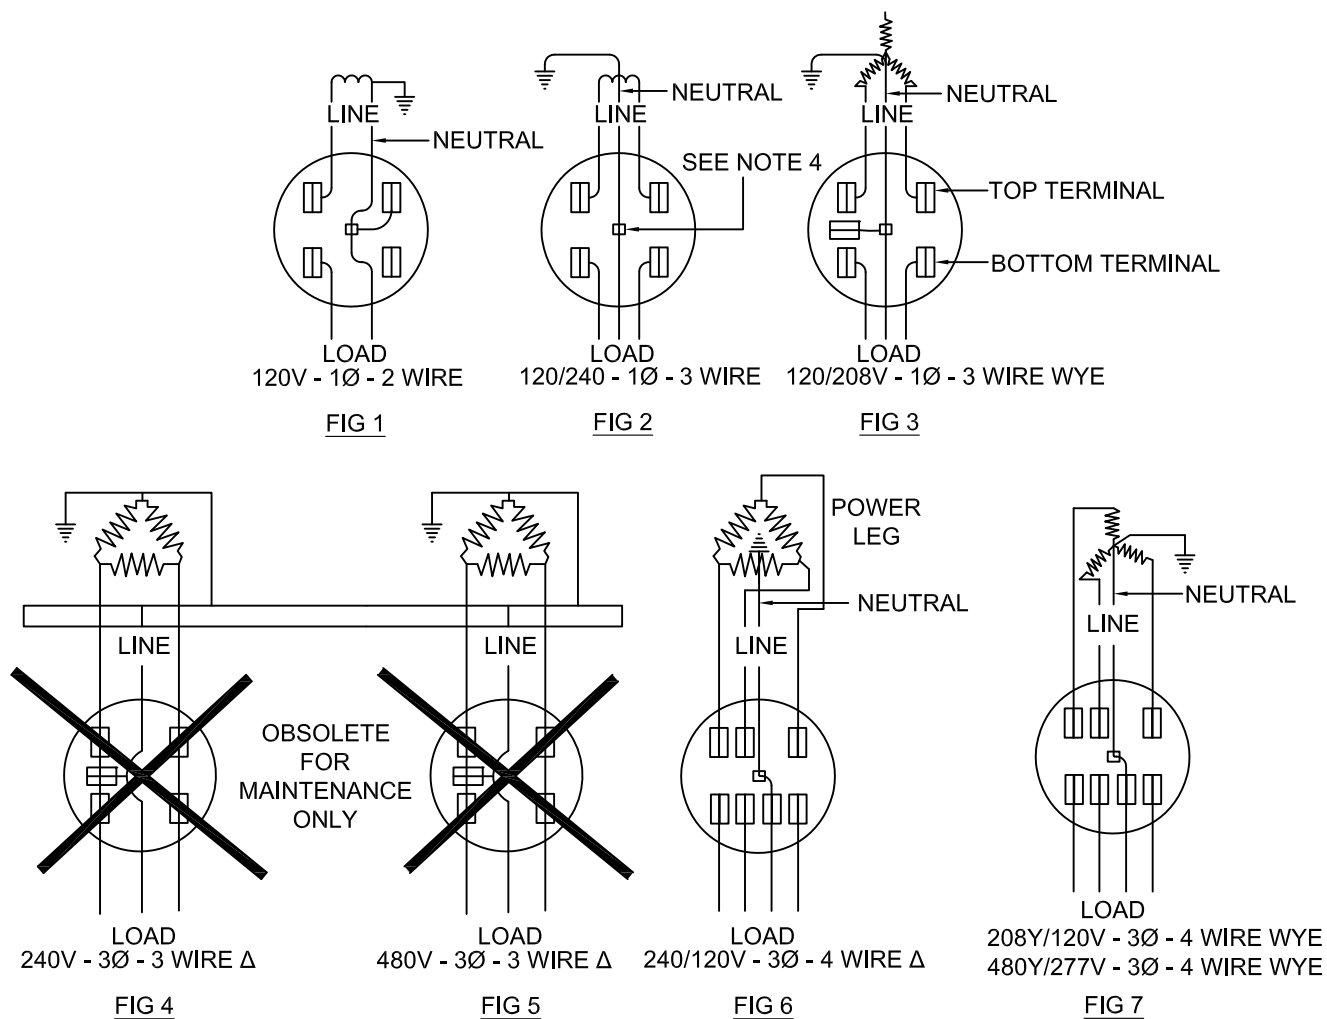 LINE
NEUTRAL
LOAD
120V - 1Ø - 2 WIRE
FIG 1
NEUTRAL
LINE
SEE NOTE 4
LOAD
120/240 - 1Ø - 3 WIRE
FIG 2
NEUTRAL
LINE
TOP TERMINAL
BOTTOM TERMINAL
LOAD
120/208V - 1Ø - 3 WIRE WYE
FIG 3
LINE
LOAD
240V - 3Ø - 3 WIRE Δ
FIG 4
OBSOLETE
FOR
MAINTENANCE
ONLY
LINE
LOAD
480V - 3Ø - 3 WIRE Δ
FIG 5
POWER
LEG
NEUTRAL
LINE
LOAD
240/120V - 3Ø - 4 WIRE Δ
FIG 6
NEUTRAL
LINE
LOAD
208Y/120V - 3Ø - 4 WIRE WYE
480Y/277V - 3Ø - 4 WIRE WYE
FIG 7